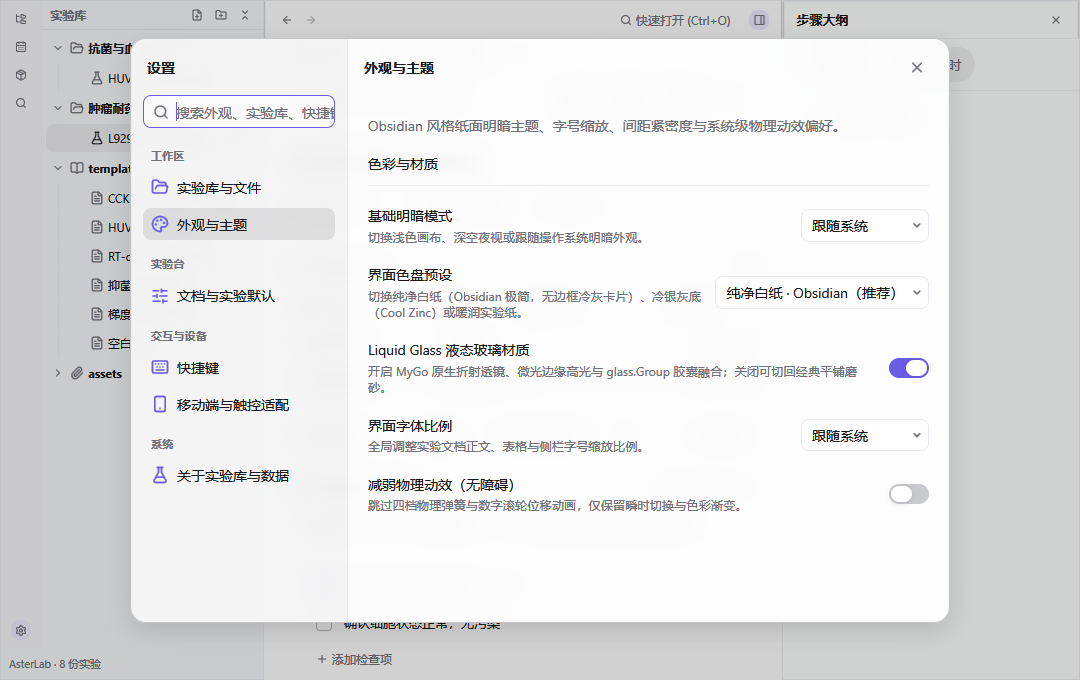 实验库
快速打开 (Ctrl+O)
步骤大纲
抗菌与
HUV
肿瘤耐
L929
templat
CCK
HUV
RT-
抑菌
梯度
空白
assets
AsterLab · 8 份实验
时
设置
搜索外观、实验库、快捷
工作区
实验库与文件
外观与主题
实验台
文档与实验默认
交互与设备
快捷键
移动端与触控适配
系统
关于实验库与数据
外观与主题
Obsidian 风格纸面明暗主题、字号缩放、间距紧密度与系统级物理动效偏好。
色彩与材质
基础明暗模式
切换浅色画布、深空夜视或跟随操作系统明暗外观。
跟随系统
界面色盘预设
切换纯净白纸（Obsidian 极简，无边框冷灰卡片）、冷银灰底
（Cool Zinc）或暖润实验纸。
纯净白纸 · Obsidian（推荐）
Liquid Glass 液态玻璃材质
开启 MyGo 原生折射透镜、微光边缘高光与 glass.Group 胶囊融合；关闭可切回经典平铺磨
砂。
界面字体比例
全局调整实验文档正文、表格与侧栏字号缩放比例。
跟随系统
减弱物理动效（无障碍）
跳过四档物理弹簧与数字滚轮位移动画，仅保留瞬时切换与色彩渐变。
确认细胞状态正常，无污染
添加检查项